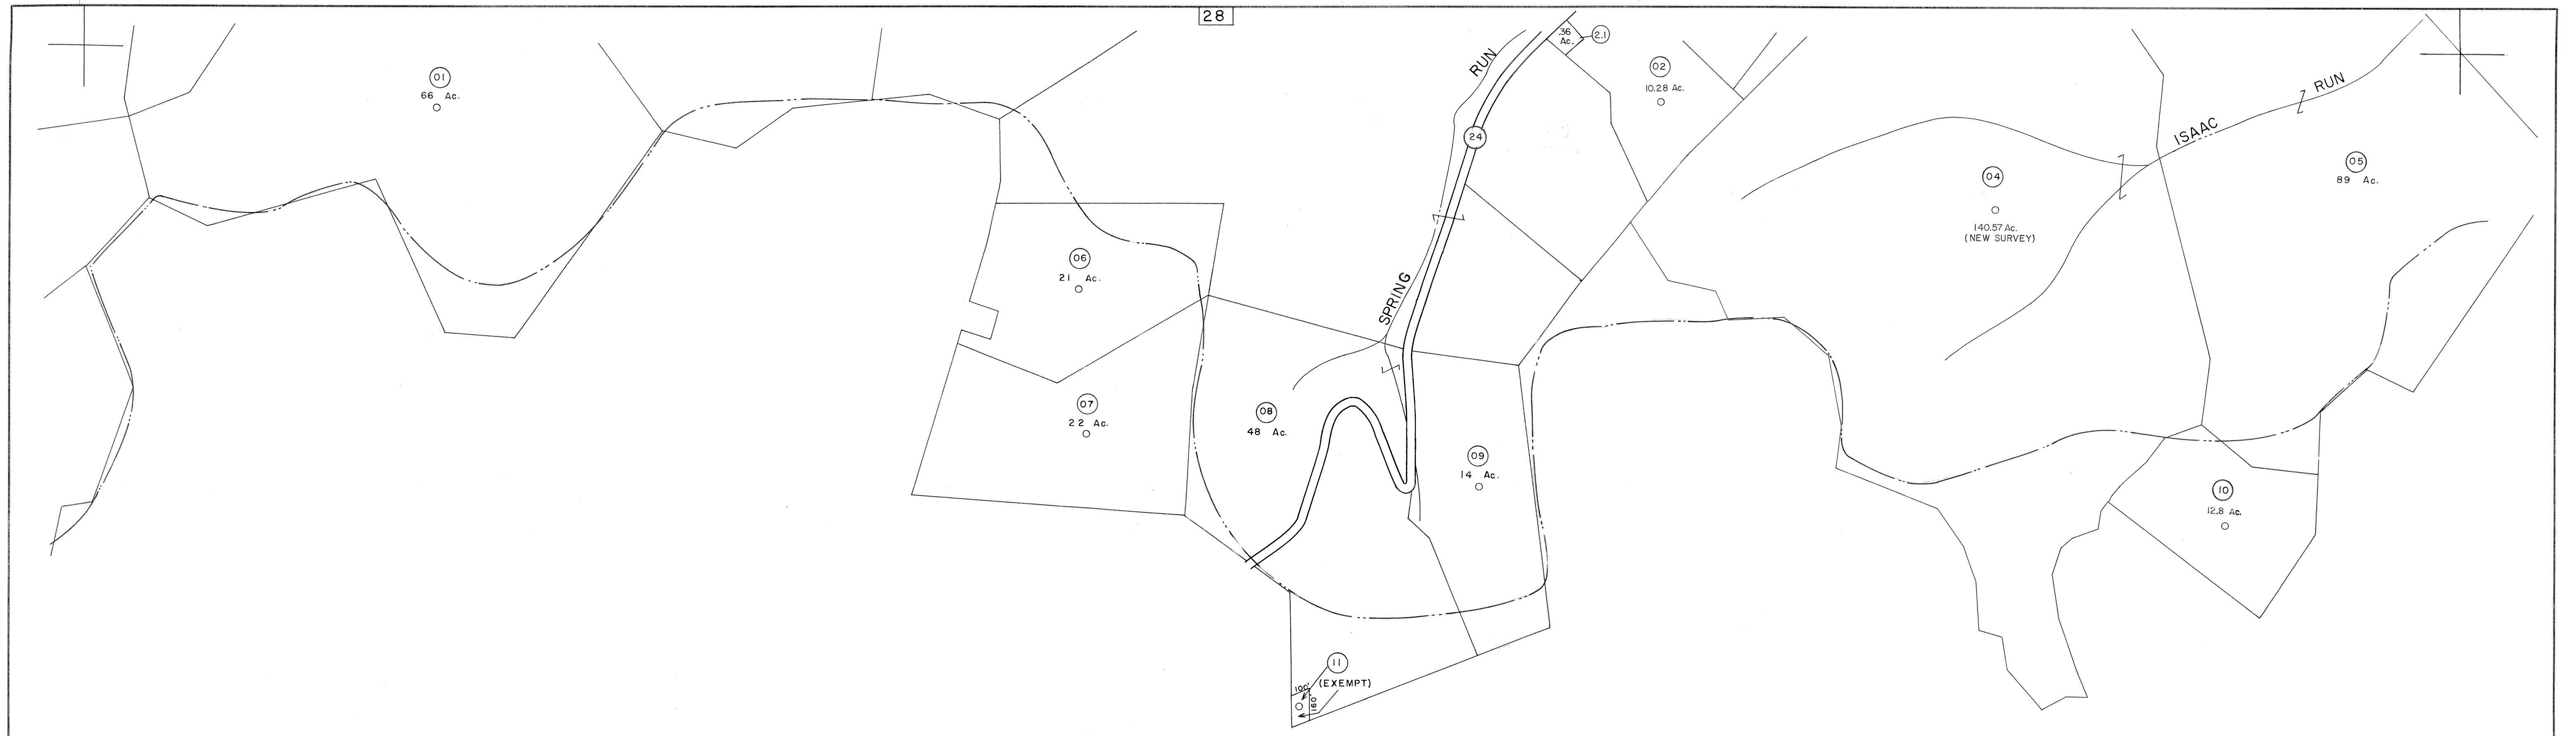 28
01
66 Ac.
RUN
.36
Ac.
2.1
02
10.28 Ac.
24
ISAAC RUN
04
140.57 Ac.
(NEW SURVEY)
05
89 Ac.
06
21 Ac.
SPRING
07
22 Ac.
08
48 Ac.
09
14 Ac.
10
12.8 Ac.
11
(EXEMPT)
100'
160'